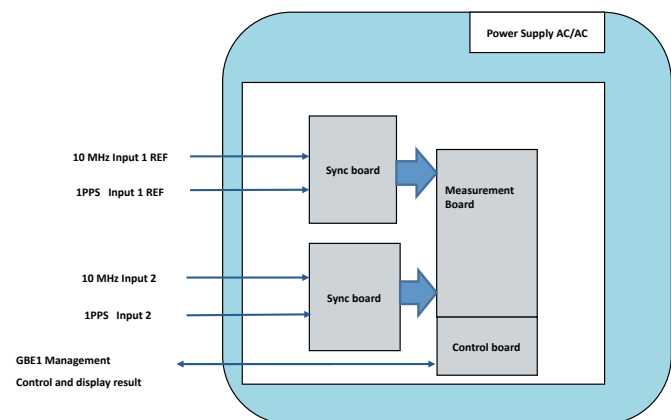 Power Supply AC/AC
10 MHz Input 1 REF
Sync board
1PPS Input 1 REF
Measurement
Board
10 MHz Input 2
Sync board
1PPS Input 2
Control board
GBE1 Management
Control and display result